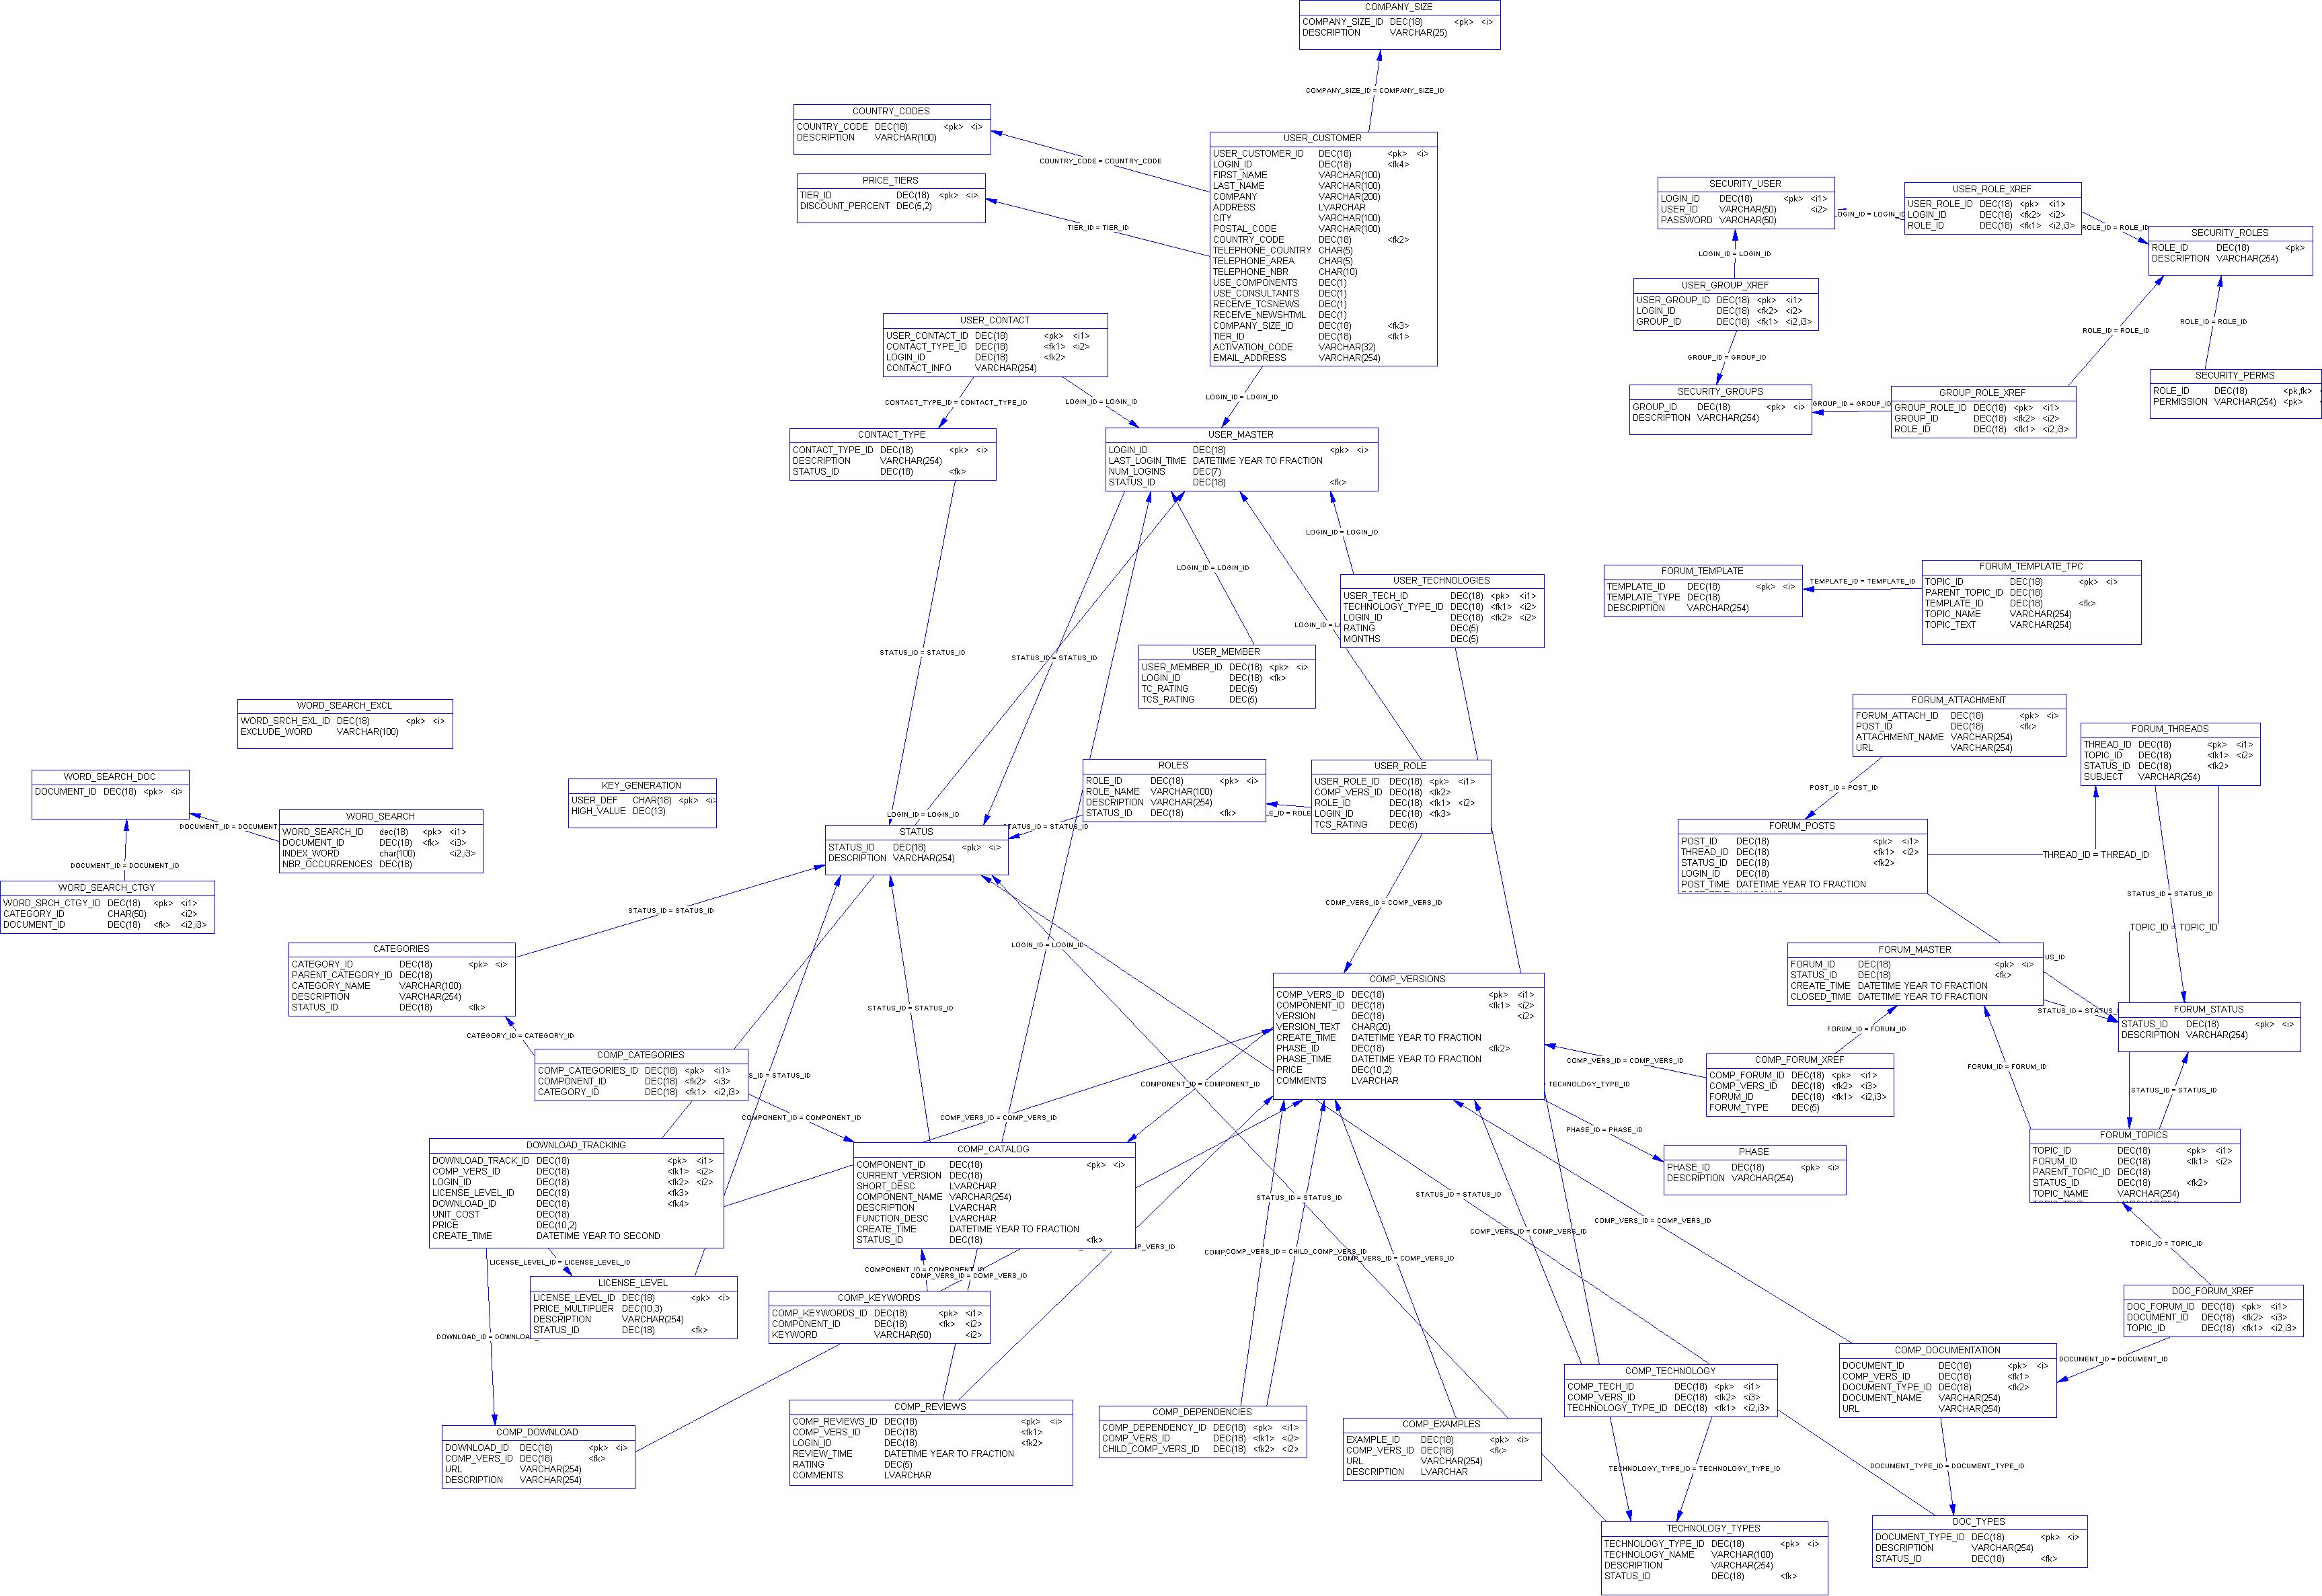 COMPANY_SIZE
COMPANY_SIZE_ID DEC(18) <pk> <i>
DESCRIPTION VARCHAR(25)
COMPANY_SIZE_ID = COMPANY_SIZE_ID
COUNTRY_CODES
COUNTRY_CODE DEC(18) <pk> <i>
DESCRIPTION VARCHAR(100)
COUNTRY_CODE = COUNTRY_CODE
PRICE_TIERS
TIER_ID DEC(18) <pk> <i>
DISCOUNT_PERCENT DEC(5,2)
TIER_ID = TIER_ID
USER_CUSTOMER
USER_CUSTOMER_ID DEC(18) <pk> <i>
LOGIN_ID DEC(18) <fk4>
FIRST_NAME VARCHAR(100)
LAST_NAME VARCHAR(100)
COMPANY VARCHAR(200)
ADDRESS LVARCHAR
CITY VARCHAR(100)
POSTAL_CODE VARCHAR(100)
COUNTRY_CODE DEC(18) <fk2>
TELEPHONE_COUNTRY CHAR(5)
TELEPHONE_AREA CHAR(5)
TELEPHONE_NBR CHAR(10)
USE_COMPONENTS DEC(1)
USE_CONSULTANTS DEC(1)
RECEIVE_TCSNEWS DEC(1)
RECEIVE_NEWSHTML DEC(1)
COMPANY_SIZE_ID DEC(18) <fk3>
TIER_ID DEC(18) <fk1>
ACTIVATION_CODE VARCHAR(32)
EMAIL_ADDRESS VARCHAR(254)
LOGIN_ID = LOGIN_ID
SECURITY_USER
LOGIN_ID DEC(18) <pk> <i1>
USER_ID VARCHAR(50) <i2>
PASSWORD VARCHAR(50)
LOGIN_ID = LOGIN_ID
USER_ROLE_XREF
USER_ROLE_ID DEC(18) <pk> <i1>
LOGIN_ID DEC(18) <fk2> <i2>
ROLE_ID DEC(18) <fk1> <i2,i3>
ROLE_ID = ROLE_ID
SECURITY_ROLES
ROLE_ID DEC(18) <pk>
DESCRIPTION VARCHAR(254)
LOGIN_ID = LOGIN_ID
USER_GROUP_XREF
USER_GROUP_ID DEC(18) <pk> <i1>
LOGIN_ID DEC(18) <fk2> <i2>
GROUP_ID DEC(18) <fk1> <i2,i3>
GROUP_ID = GROUP_ID
ROLE_ID = ROLE_ID
ROLE_ID = ROLE_ID
SECURITY_GROUPS
GROUP_ID DEC(18) <pk> <i>
DESCRIPTION VARCHAR(254)
GROUP_ID = GROUP_ID
GROUP_ROLE_XREF
GROUP_ROLE_ID DEC(18) <pk> <i1>
GROUP_ID DEC(18) <fk2> <i2>
ROLE_ID DEC(18) <fk1> <i2,i3>
SECURITY_PERMS
ROLE_ID DEC(18) <pk,fk>
PERMISSION VARCHAR(254) <pk>
USER_CONTACT
USER_CONTACT_ID DEC(18) <pk> <i1>
CONTACT_TYPE_ID DEC(18) <fk1> <i2>
LOGIN_ID DEC(18) <fk2>
CONTACT_INFO VARCHAR(254)
CONTACT_TYPE_ID = CONTACT_TYPE_ID
LOGIN_ID = LOGIN_ID
CONTACT_TYPE
CONTACT_TYPE_ID DEC(18) <pk> <i>
DESCRIPTION VARCHAR(254)
STATUS_ID DEC(18) <fk>
USER_MASTER
LOGIN_ID DEC(18) <pk> <i>
LAST_LOGIN_TIME DATETIME YEAR TO FRACTION
NUM_LOGINS DEC(7)
STATUS_ID DEC(18) <fk>
LOGIN_ID = LOGIN_ID
LOGIN_ID = LOGIN_ID
USER_TECHNOLOGIES
USER_TECH_ID DEC(18) <pk> <i1>
TECHNOLOGY_TYPE_ID DEC(18) <fk1> <i2>
LOGIN_ID DEC(18) <fk2> <i2>
RATING DEC(5)
MONTHS DEC(5)
FORUM_TEMPLATE
TEMPLATE_ID DEC(18) <pk> <i>
TEMPLATE_TYPE DEC(18)
DESCRIPTION VARCHAR(254)
TEMPLATE_ID = TEMPLATE_ID
FORUM_TEMPLATE_TPC
TOPIC_ID DEC(18) <pk> <i>
PARENT_TOPIC_ID DEC(18)
TEMPLATE_ID DEC(18) <fk>
TOPIC_NAME VARCHAR(254)
TOPIC_TEXT VARCHAR(254)
STATUS_ID = STATUS_ID
STATUS_ID = STATUS_ID
USER_MEMBER
USER_MEMBER_ID DEC(18) <pk> <i>
LOGIN_ID DEC(18) <fk>
TC_RATING DEC(5)
TCS_RATING DEC(5)
WORD_SEARCH_EXCL
WORD_SRCH_EXL_ID DEC(18) <pk> <i>
EXCLUDE_WORD VARCHAR(100)
WORD_SEARCH_DOC
DOCUMENT_ID DEC(18) <pk> <i>
DOCUMENT_ID = DOCUMENT_
WORD_SEARCH
WORD_SEARCH_ID dec(18) <pk> <i1>
DOCUMENT_ID DEC(18) <fk> <i3>
INDEX_WORD char(100) <i2,i3>
NBR_OCCURRENCES DEC(18)
DOCUMENT_ID = DOCUMENT_ID
WORD_SEARCH_CTGY
WORD_SRCH_CTGY_ID DEC(18) <pk> <i1>
CATEGORY_ID CHAR(50) <i2>
DOCUMENT_ID DEC(18) <fk> <i2,i3>
KEY_GENERATION
USER_DEF CHAR(18) <pk> <i
HIGH_VALUE DEC(13)
LOGIN_ID = LOGIN_ID
STATUS
STATUS_ID DEC(18) <pk> <i>
DESCRIPTION VARCHAR(254)
ROLES
ROLE_ID DEC(18) <pk> <i>
ROLE_NAME VARCHAR(100)
DESCRIPTION VARCHAR(254)
STATUS_ID DEC(18) <fk>
TATUS_ID = STATUS_ID
LE_ID = ROLE
USER_ROLE
USER_ROLE_ID DEC(18) <pk> <i1>
COMP_VERS_ID DEC(18) <fk2>
ROLE_ID DEC(18) <fk1> <i2>
LOGIN_ID DEC(18) <fk3>
TCS_RATING DEC(5)
COMP_VERS_ID = COMP_VERS_ID
FORUM_ATTACHMENT
FORUM_ATTACH_ID DEC(18) <pk> <i>
POST_ID DEC(18) <fk>
ATTACHMENT_NAME VARCHAR(254)
URL VARCHAR(254)
POST_ID = POST_ID
FORUM_THREADS
THREAD_ID DEC(18) <pk> <i1>
TOPIC_ID DEC(18) <fk1> <i2>
STATUS_ID DEC(18) <fk2>
SUBJECT VARCHAR(254)
FORUM_POSTS
POST_ID DEC(18) <pk> <i1>
THREAD_ID DEC(18) <fk1> <i2>
STATUS_ID DEC(18) <fk2>
LOGIN_ID DEC(18)
POST_TIME DATETIME YEAR TO FRACTION
THREAD_ID = THREAD_ID
STATUS_ID = STATUS_ID
TOPIC_ID = TOPIC_ID
STATUS_ID = STATUS_ID
CATEGORIES
CATEGORY_ID DEC(18) <pk> <i>
PARENT_CATEGORY_ID DEC(18)
CATEGORY_NAME VARCHAR(100)
DESCRIPTION VARCHAR(254)
STATUS_ID DEC(18) <fk>
CATEGORY_ID = CATEGORY_ID
LOGIN_ID = LOGIN_ID
STATUS_ID = STATUS_ID
COMP_VERSIONS
COMP_VERS_ID DEC(18) <pk> <i1>
COMPONENT_ID DEC(18) <fk1> <i2>
VERSION DEC(18) <i2>
VERSION_TEXT CHAR(20)
CREATE_TIME DATETIME YEAR TO FRACTION
PHASE_ID DEC(18) <fk2>
PHASE_TIME DATETIME YEAR TO FRACTION
PRICE DEC(10,2)
COMMENTS LVARCHAR
FORUM_MASTER
FORUM_ID DEC(18) <pk> <i>
STATUS_ID DEC(18) <fk>
CREATE_TIME DATETIME YEAR TO FRACTION
CLOSED_TIME DATETIME YEAR TO FRACTION
TUS_ID
STATUS_ID = STATUS
FORUM_STATUS
STATUS_ID DEC(18) <pk> <i>
DESCRIPTION VARCHAR(254)
FORUM_ID = FORUM_ID
FORUM_ID = FORUM_ID
STATUS_ID = STATUS_ID
COMP_CATEGORIES
COMP_CATEGORIES_ID DEC(18) <pk> <i1>
COMPONENT_ID DEC(18) <fk2> <i3>
CATEGORY_ID DEC(18) <fk1> <i2,i3>
S_ID = STATUS_ID
COMPONENT_ID = COMPONENT_ID
COMP_VERS_ID = COMP_VERS_ID
COMPONENT_ID = COMPONENT_ID
COMP_VERS_ID = COMP_VERS_ID
TECHNOLOGY_TYPE_ID
COMP_FORUM_XREF
COMP_FORUM_ID DEC(18) <pk> <i1>
COMP_VERS_ID DEC(18) <fk2> <i3>
FORUM_ID DEC(18) <fk1> <i2,i3>
FORUM_TYPE DEC(5)
PHASE_ID = PHASE_ID
PHASE
PHASE_ID DEC(18) <pk> <i>
DESCRIPTION VARCHAR(254)
FORUM_TOPICS
TOPIC_ID DEC(18) <pk> <i1>
FORUM_ID DEC(18) <fk1> <i2>
PARENT_TOPIC_ID DEC(18)
STATUS_ID DEC(18) <fk2>
TOPIC_NAME VARCHAR(254)
DOWNLOAD_TRACKING
DOWNLOAD_TRACK_ID DEC(18) <pk> <i1>
COMP_VERS_ID DEC(18) <fk1> <i2>
LOGIN_ID DEC(18) <fk2> <i2>
LICENSE_LEVEL_ID DEC(18) <fk3>
DOWNLOAD_ID DEC(18) <fk4>
UNIT_COST DEC(18)
PRICE DEC(10,2)
CREATE_TIME DATETIME YEAR TO SECOND
COMP_CATALOG
COMPONENT_ID DEC(18) <pk> <i>
CURRENT_VERSION DEC(18)
SHORT_DESC LVARCHAR
COMPONENT_NAME VARCHAR(254)
DESCRIPTION LVARCHAR
FUNCTION_DESC LVARCHAR
CREATE_TIME DATETIME YEAR TO FRACTION
STATUS_ID DEC(18) <fk>
STATUS_ID = STATUS_ID
STATUS_ID = STATUS_ID
COMP_VERS_ID = COMP_VERS_ID
COMP_VERS_ID = COMP_VERS_ID
LICENSE_LEVEL_ID = LICENSE_LEVEL_ID
COMPONENT_ID = COMPONENT_ID
COMP_VERS_ID = COMP_VERS_ID
COMP_VERS_ID = CHILD_COMP_VERS_ID
COMP_VERS_ID = COMP_VERS_ID
TOPIC_ID = TOPIC_ID
LICENSE_LEVEL
LICENSE_LEVEL_ID DEC(18) <pk> <i>
PRICE_MULTIPLIER DEC(10,3)
DESCRIPTION VARCHAR(254)
STATUS_ID DEC(18) <fk>
DOWNLOAD_ID = DOWNLOAD_
COMP_KEYWORDS
COMP_KEYWORDS_ID DEC(18) <pk> <i1>
COMPONENT_ID DEC(18) <fk> <i2>
KEYWORD VARCHAR(50) <i2>
DOC_FORUM_XREF
DOC_FORUM_ID DEC(18) <pk> <i1>
DOCUMENT_ID DEC(18) <fk2> <i3>
TOPIC_ID DEC(18) <fk1> <i2,i3>
DOCUMENT_ID = DOCUMENT_ID
COMP_DOCUMENTATION
DOCUMENT_ID DEC(18) <pk> <i>
COMP_VERS_ID DEC(18) <fk1>
DOCUMENT_TYPE_ID DEC(18) <fk2>
DOCUMENT_NAME VARCHAR(254)
URL VARCHAR(254)
COMP_TECHNOLOGY
COMP_TECH_ID DEC(18) <pk> <i1>
COMP_VERS_ID DEC(18) <fk2> <i3>
TECHNOLOGY_TYPE_ID DEC(18) <fk1> <i2,i3>
COMP_DOWNLOAD
DOWNLOAD_ID DEC(18) <pk> <i>
COMP_VERS_ID DEC(18) <fk>
URL VARCHAR(254)
DESCRIPTION VARCHAR(254)
COMP_REVIEWS
COMP_REVIEWS_ID DEC(18) <pk> <i>
COMP_VERS_ID DEC(18) <fk1>
LOGIN_ID DEC(18) <fk2>
REVIEW_TIME DATETIME YEAR TO FRACTION
RATING DEC(5)
COMMENTS LVARCHAR
COMP_DEPENDENCIES
COMP_DEPENDENCY_ID DEC(18) <pk> <i1>
COMP_VERS_ID DEC(18) <fk1> <i2>
CHILD_COMP_VERS_ID DEC(18) <fk2> <i2>
COMP_EXAMPLES
EXAMPLE_ID DEC(18) <pk> <i>
COMP_VERS_ID DEC(18) <fk>
URL VARCHAR(254)
DESCRIPTION LVARCHAR
TECHNOLOGY_TYPE_ID = TECHNOLOGY_TYPE_ID
DOCUMENT_TYPE_ID = DOCUMENT_TYPE_ID
TECHNOLOGY_TYPES
TECHNOLOGY_TYPE_ID DEC(18) <pk> <i>
TECHNOLOGY_NAME VARCHAR(100)
DESCRIPTION VARCHAR(254)
STATUS_ID DEC(18) <fk>
DOC_TYPES
DOCUMENT_TYPE_ID DEC(18) <pk> <i>
DESCRIPTION VARCHAR(254)
STATUS_ID DEC(18) <fk>